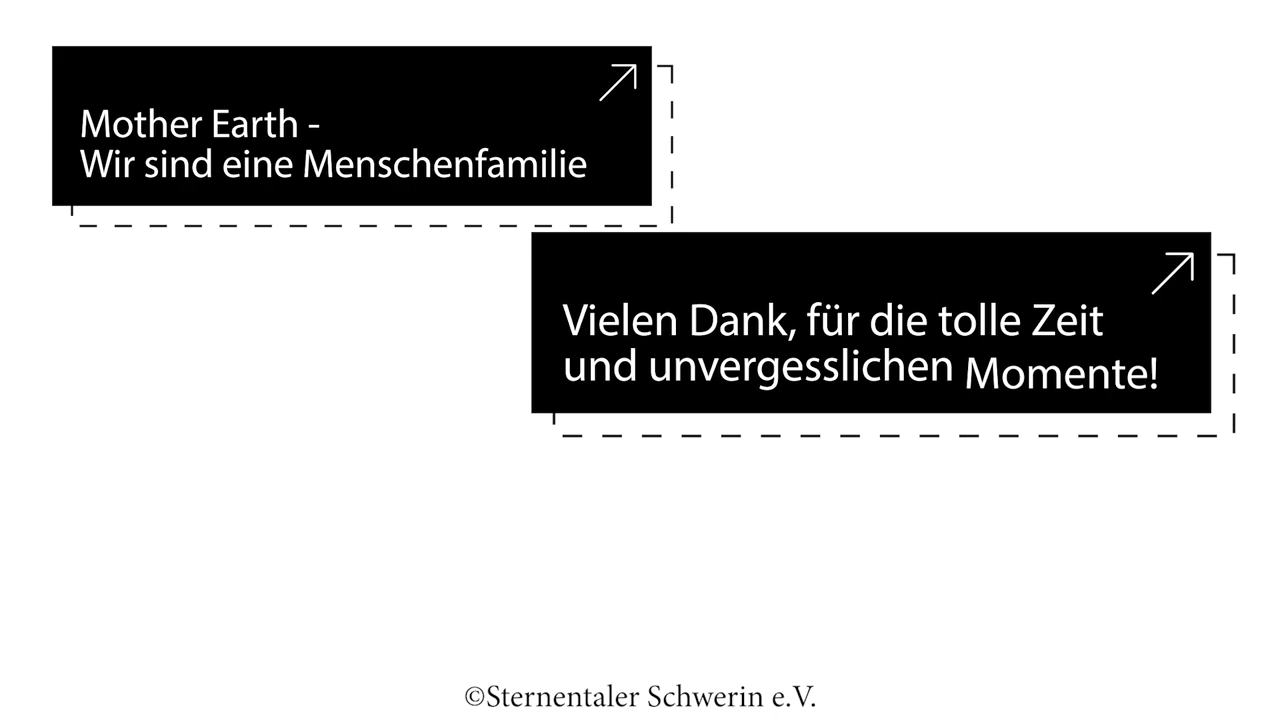 Mother Earth -
Wir sind eine Menschenfamilie
Vielen Dank, für die tolle Zeit
und unvergesslichen Momente!
©Sternentaler Schwerin e.V.